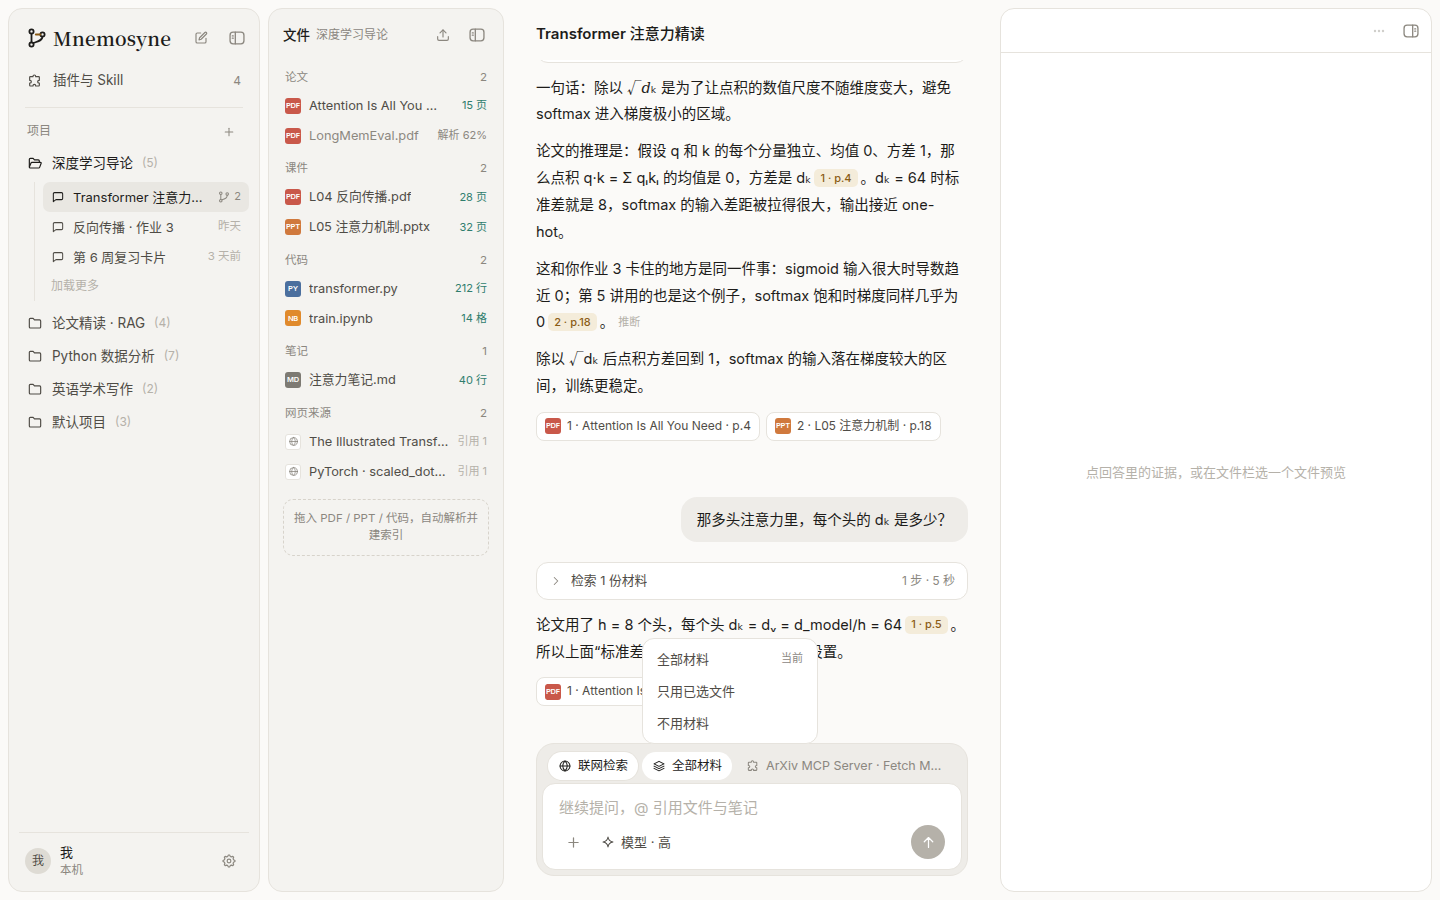 Mnemosyne
插件与 Skill 4
项目
深度学习导论 (5)
Transformer 注意力... 2
反向传播 · 作业 3 昨天
第 6 周复习卡片 3 天前
加载更多
论文精读 · RAG (4)
Python 数据分析 (7)
英语学术写作 (2)
默认项目 (3)
我 我
本机
文件 深度学习导论
论文 2
PDF Attention Is All You ... 15 页
PDF LongMemEval.pdf 解析 62%
课件 2
PDF L04 反向传播.pdf 28 页
PPT L05 注意力机制.pptx 32 页
代码 2
PY transformer.py 212 行
NB train.ipynb 14 格
笔记 1
MD 注意力笔记.md 40 行
网页来源 2
The Illustrated Transf... 引用 1
PyTorch · scaled_dot... 引用 1
拖入 PDF / PPT / 代码，自动解析并
建索引
Transformer 注意力精读
一句话：除以 √dₖ 是为了让点积的数值尺度不随维度变大，避免
softmax 进入梯度极小的区域。
论文的推理是：假设 q 和 k 的每个分量独立、均值 0、方差 1，那
么点积 q·k = Σ qᵢkᵢ 的均值是 0，方差是 dₖ 1 · p.4 。dₖ = 64 时标
准差就是 8，softmax 的输入差距被拉得很大，输出接近 one-
hot。
这和你作业 3 卡住的地方是同一件事：sigmoid 输入很大时导数趋
近 0；第 5 讲用的也是这个例子，softmax 饱和时梯度同样几乎为
0 2 · p.18 。 推断
除以 √dₖ 后点积方差回到 1，softmax 的输入落在梯度较大的区
间，训练更稳定。
PDF 1 · Attention Is All You Need · p.4 PPT 2 · L05 注意力机制 · p.18
那多头注意力里，每个头的 dₖ 是多少？
检索 1 份材料 1 步 · 5 秒
论文用了 h = 8 个头，每个头 dₖ = dᵥ = d_model/h = 64 1 · p.5 。
所以上面“标准差 设置。
PDF 1 · Attention Is
全部材料 当前
只用已选文件
不用材料
联网检索 全部材料 ArXiv MCP Server · Fetch M...
继续提问，@ 引用文件与笔记
模型 · 高
点回答里的证据，或在文件栏选一个文件预览